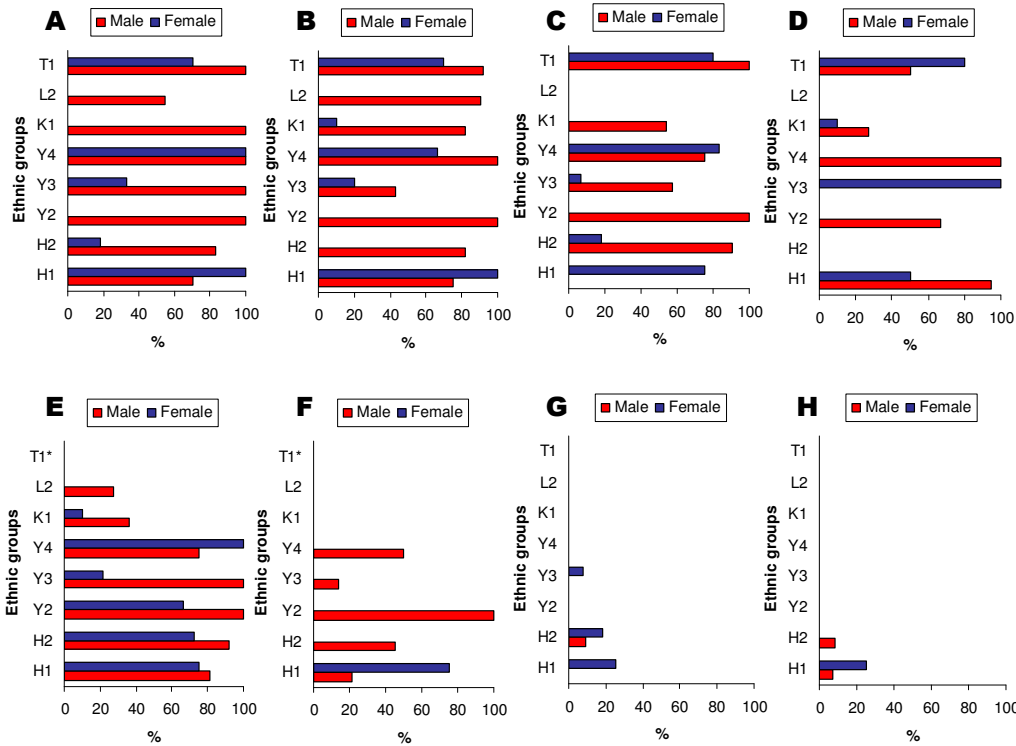 A
Male Female
Ethnic groups
T1
L2
K1
Y4
Y3
Y2
H2
H1
0 20 40 60 80 100
%
B
Male Female
Ethnic groups
T1
L2
K1
Y4
Y3
Y2
H2
H1
0 20 40 60 80 100
%
C
Male Female
Ethnic groups
T1
L2
K1
Y4
Y3
Y2
H2
H1
0 20 40 60 80 100
%
D
Male Female
Ethnic groups
T1
L2
K1
Y4
Y3
Y2
H2
H1
0 20 40 60 80 100
%
E
Male Female
Ethnic groups
T1*
L2
K1
Y4
Y3
Y2
H2
H1
0 20 40 60 80 100
%
F
Male Female
Ethnic groups
T1*
L2
K1
Y4
Y3
Y2
H2
H1
0 20 40 60 80 100
%
G
Male Female
Ethnic groups
T1
L2
K1
Y4
Y3
Y2
H2
H1
0 20 40 60 80 100
%
H
Male Female
Ethnic groups
T1
L2
K1
Y4
Y3
Y2
H2
H1
0 20 40 60 80 100
%